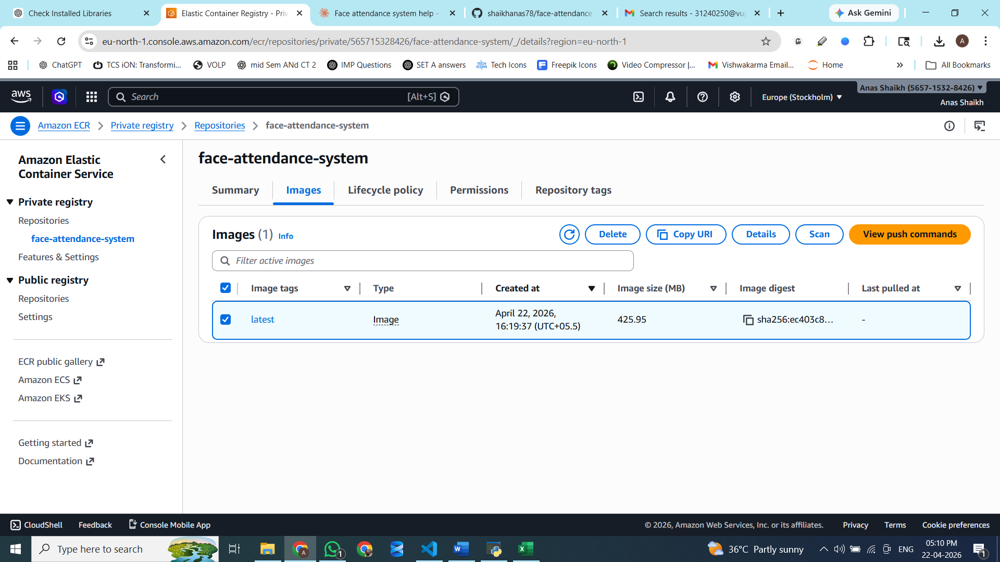 Check Installed Libraries
Elastic Container Registry - Priv
Face attendance system help -
shaikhanas78/face-attendance
Search results - 31240250@vup
Ask Gemini
eu-north-1.console.aws.amazon.com/ecr/repositories/private/565715328426/face-attendance-system/_/details?region=eu-north-1
A
ChatGPT
TCS iON: Transformi...
VOLP
mid Sem ANd CT 2
IMP Questions
SET A answers
TECH ICONS
Tech Icons
Freepik Icons
Video Compressor |...
Vishwakarma Email...
Home
All Bookmarks
aws
Search
[Alt+S]
Europe (Stockholm)
Anas Shaikh (5657-1532-8426)
Anas Shaikh
Amazon ECR
Private registry
Repositories
face-attendance-system
Amazon Elastic
Container Service
Private registry
Repositories
face-attendance-system
Features & Settings
Public registry
Repositories
Settings
ECR public gallery
Amazon ECS
Amazon EKS
Getting started
Documentation
face-attendance-system
Summary
Images
Lifecycle policy
Permissions
Repository tags
Images (1) Info
Delete
Copy URI
Details
Scan
View push commands
Filter active images
Image tags
Type
Created at
Image size (MB)
Image digest
Last pulled at
latest
Image
April 22, 2026,
16:19:37 (UTC+05.5)
425.95
sha256:ec403c8...
-
CloudShell
Feedback
Console Mobile App
© 2026, Amazon Web Services, Inc. or its affiliates.
Privacy
Terms
Cookie preferences
Type here to search
A
1
36°C Partly sunny
ENG
05:10 PM
22-04-2026
1